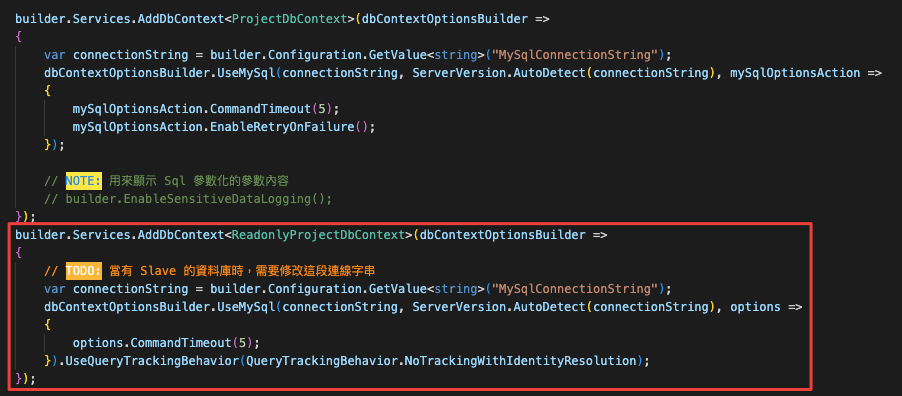 builder.Services.AddDbContext<ProjectDbContext>(dbContextOptionsBuilder =>
{
    var connectionString = builder.Configuration.GetValue<string>("MySqlConnectionString");
    dbContextOptionsBuilder.UseMySql(connectionString, ServerVersion.AutoDetect(connectionString), mySqlOptionsAction =>
    {
        mySqlOptionsAction.CommandTimeout(5);
        mySqlOptionsAction.EnableRetryOnFailure();
    });
    // NOTE: 用來顯示 Sql 參數化的參數內容
    // builder.EnableSensitiveDataLogging();
});
builder.Services.AddDbContext<ReadonlyProjectDbContext>(dbContextOptionsBuilder =>
{
    // TODO: 當有 Slave 的資料庫時，需要修改這段連線字串
    var connectionString = builder.Configuration.GetValue<string>("MySqlConnectionString");
    dbContextOptionsBuilder.UseMySql(connectionString, ServerVersion.AutoDetect(connectionString), options =>
    {
        options.CommandTimeout(5);
    }).UseQueryTrackingBehavior(QueryTrackingBehavior.NoTrackingWithIdentityResolution);
});